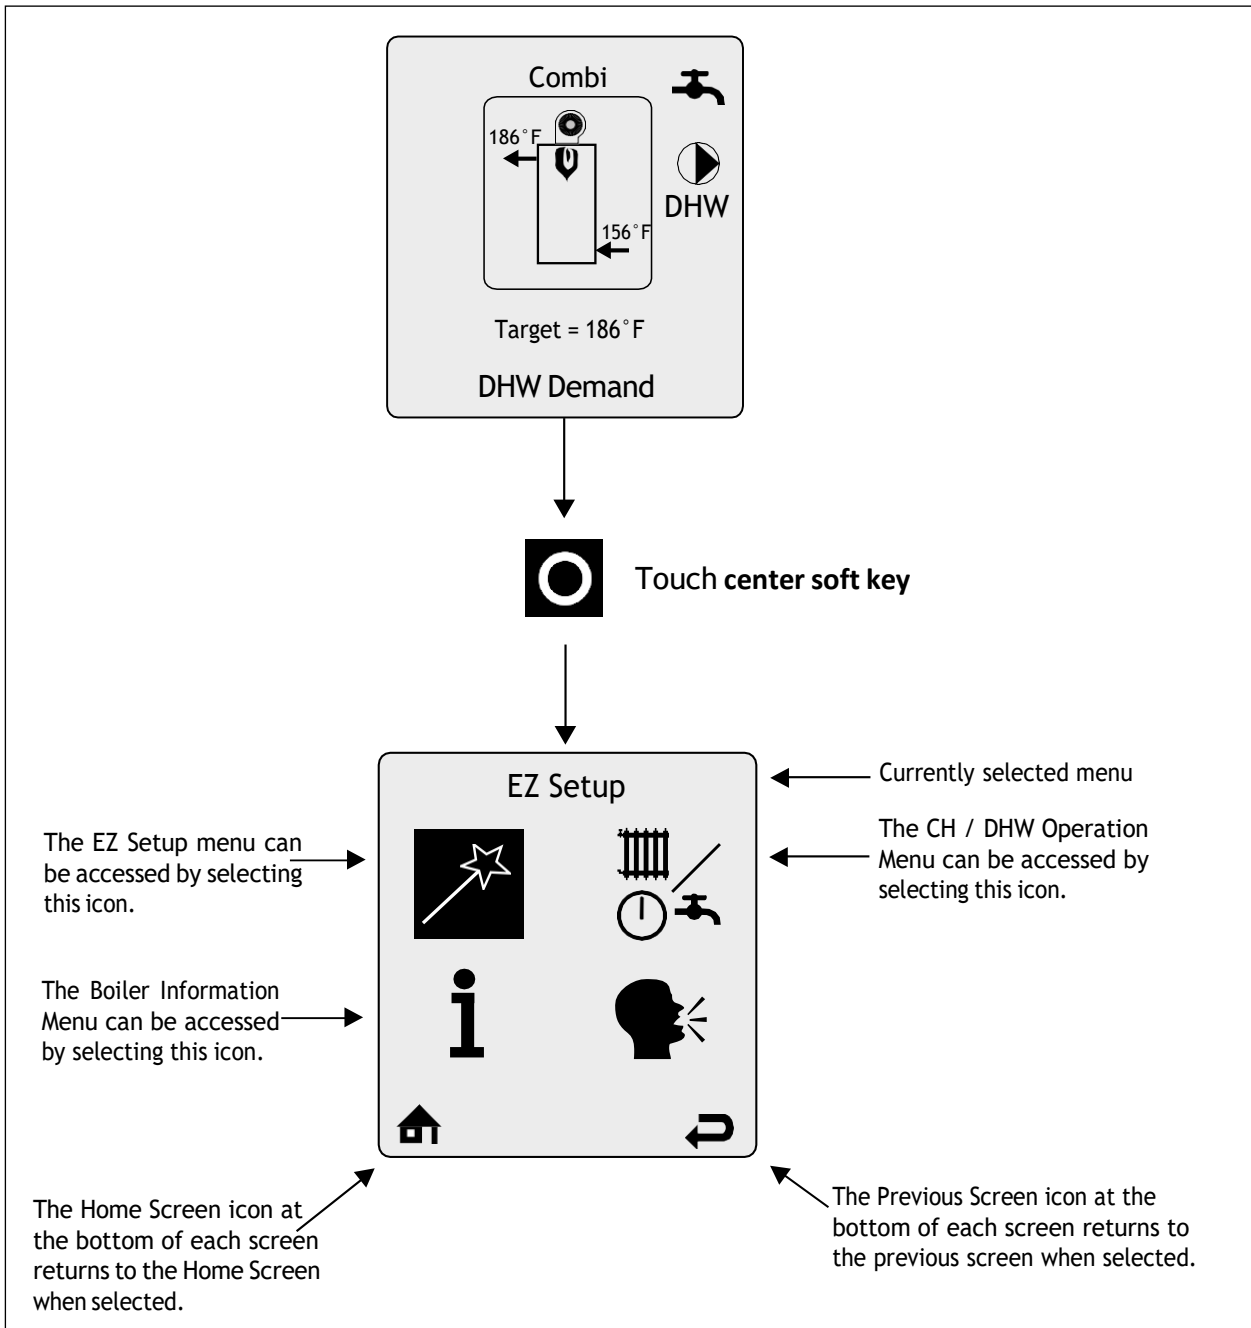 Combi
186°F
DHW
156°F
Target = 186°F
DHW Demand
Touch center soft key
EZ Setup
Currently selected menu
The EZ Setup menu can
be accessed by selecting
this icon.
The CH / DHW Operation
Menu can be accessed by
selecting this icon.
The Boiler Information
Menu can be accessed
by selecting this icon.
The Home Screen icon at
the bottom of each screen
returns to the Home Screen
when selected.
The Previous Screen icon at the
bottom of each screen returns to
the previous screen when selected.